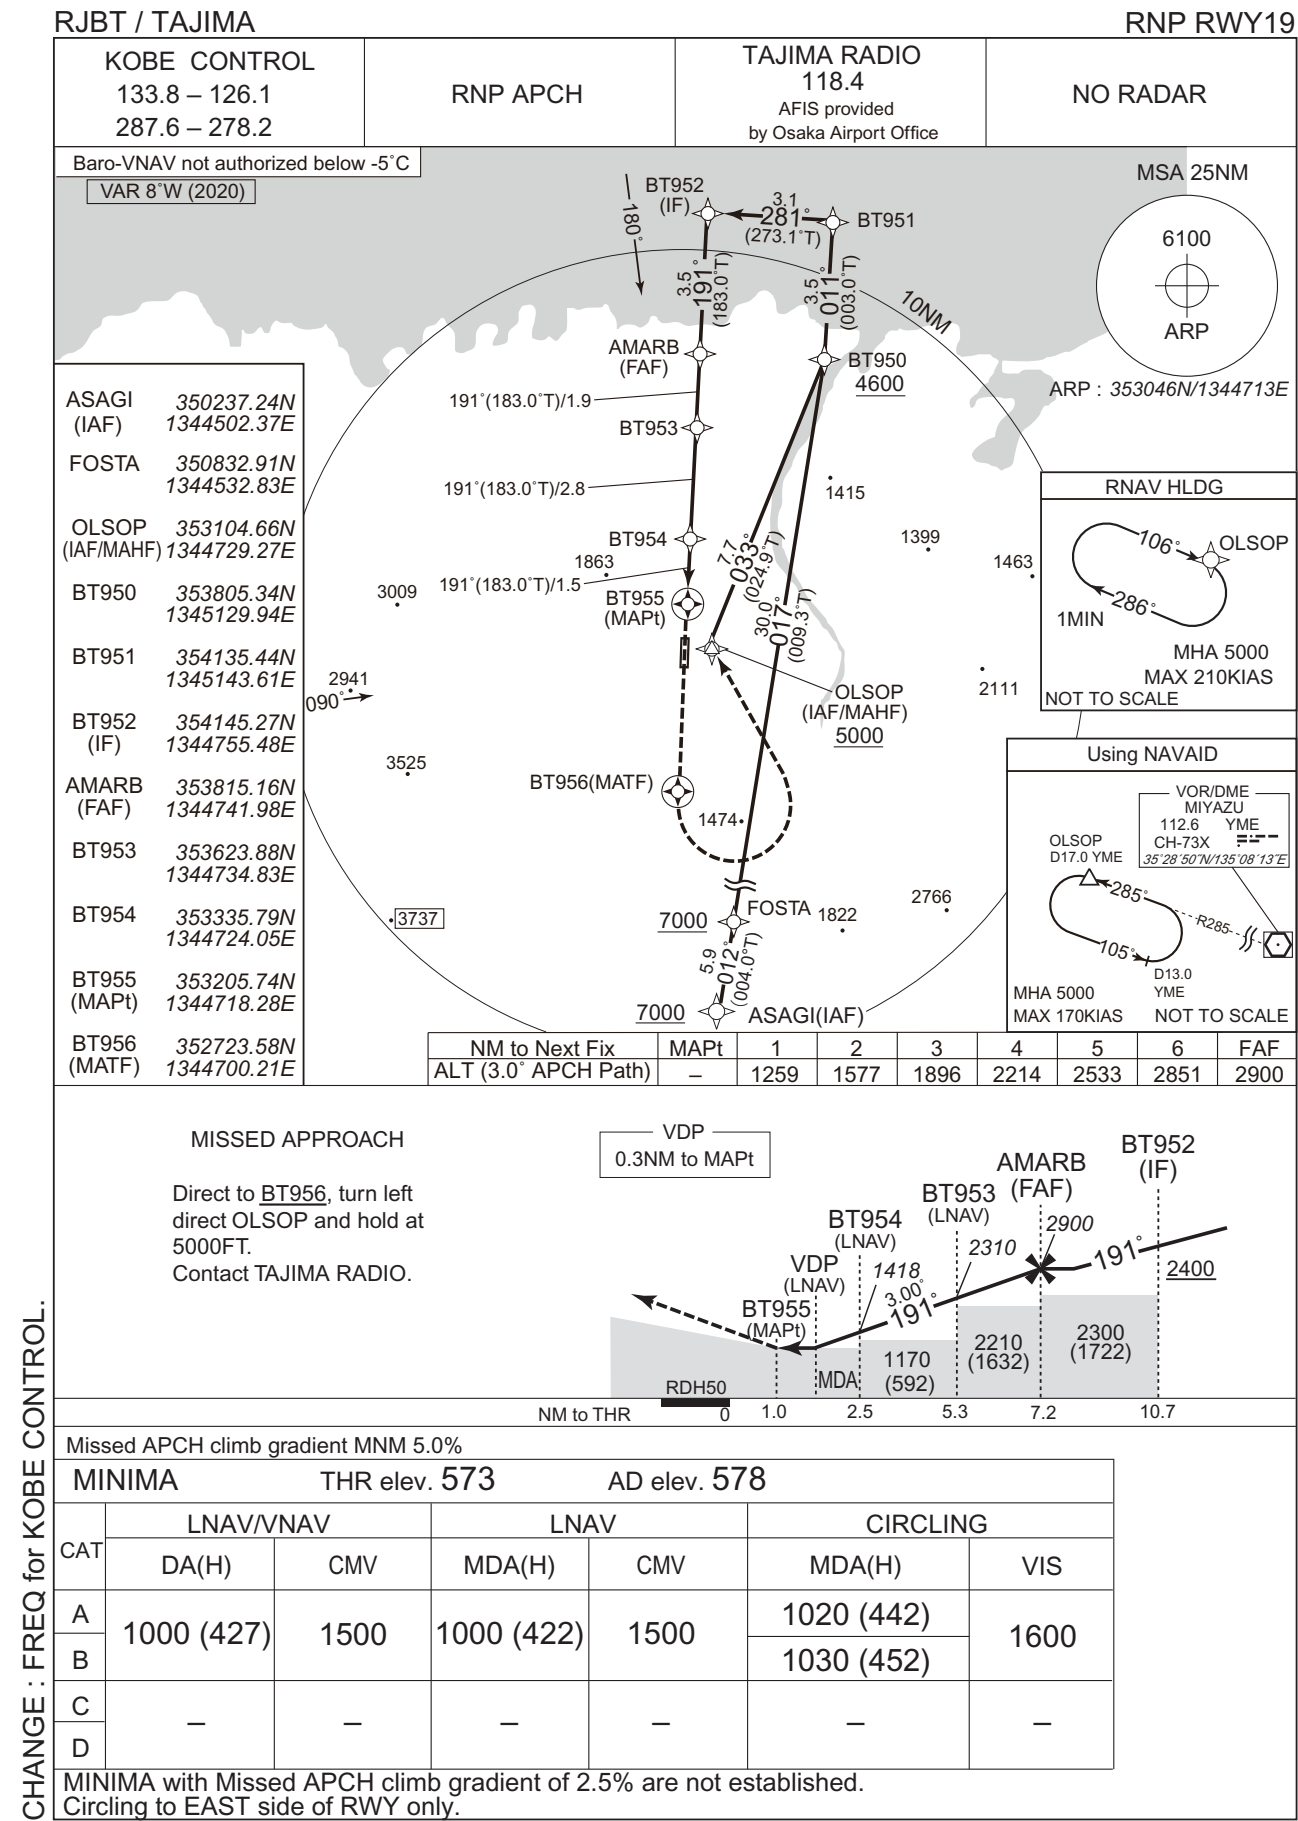 RJBT / TAJIMA
RNP RWY19
KOBE CONTROL
133.8 – 126.1
287.6 – 278.2
RNP APCH
TAJIMA RADIO
118.4
AFIS provided
by Osaka Airport Office
NO RADAR
Baro-VNAV not authorized below -5°C
VAR 8°W (2020)
MSA 25NM
6100
ARP
ARP : 353046N/1344713E
180°
BT952
(IF)
3.1
281°
(273.1°T)
BT951
3.5
191°
(183.0°T)
3.5
011°
(003.0°T)
10NM
AMARB
(FAF)
BT950
4600
191°(183.0°T)/1.9
BT953
191°(183.0°T)/2.8
1415
1399
1463
BT954
1863
191°(183.0°T)/1.5
3009
BT955
(MAPt)
7.7
033°
(024.9°T)
30.0
017°
(009.3°T)
2941
090°
2111
OLSOP
(IAF/MAHF)
5000
3525
BT956(MATF)
1474
2766
1822
3737
7000
FOSTA
5.9
012°
(004.0°T)
7000
ASAGI(IAF)
ASAGI 350237.24N
(IAF) 1344502.37E
FOSTA 350832.91N
1344532.83E
OLSOP 353104.66N
(IAF/MAHF) 1344729.27E
BT950 353805.34N
1345129.94E
BT951 354135.44N
1345143.61E
BT952 354145.27N
(IF) 1344755.48E
AMARB 353815.16N
(FAF) 1344741.98E
BT953 353623.88N
1344734.83E
BT954 353335.79N
1344724.05E
BT955 353205.74N
(MAPt) 1344718.28E
BT956 352723.58N
(MATF) 1344700.21E
RNAV HLDG
106°
OLSOP
286°
1MIN
MHA 5000
MAX 210KIAS
NOT TO SCALE
Using NAVAID
VOR/DME
MIYAZU
112.6 YME
CH-73X
35°28′50″N/135°08′13″E
OLSOP
D17.0 YME
285°
R285
105°
D13.0
YME
MHA 5000
MAX 170KIAS NOT TO SCALE
NM to Next Fix MAPt 1 2 3 4 5 6 FAF
ALT (3.0° APCH Path) – 1259 1577 1896 2214 2533 2851 2900
MISSED APPROACH
Direct to BT956, turn left
direct OLSOP and hold at
5000FT.
Contact TAJIMA RADIO.
VDP
0.3NM to MAPt
BT952
(IF)
AMARB
(FAF)
BT953
(LNAV)
2900
BT954
(LNAV)
2310
191°
2400
VDP
(LNAV)
1418
3.00°
191°
BT955
(MAPt)
2300
(1722)
2210
(1632)
1170
(592)
MDA
RDH50
NM to THR 0 1.0 2.5 5.3 7.2 10.7
Missed APCH climb gradient MNM 5.0%
MINIMA THR elev. 573 AD elev. 578
CAT LNAV/VNAV LNAV CIRCLING
DA(H) CMV MDA(H) CMV MDA(H) VIS
A 1000 (427) 1500 1000 (422) 1500 1020 (442) 1600
B 1030 (452)
C – – – – – –
D
MINIMA with Missed APCH climb gradient of 2.5% are not established.
Circling to EAST side of RWY only.
CHANGE : FREQ for KOBE CONTROL.